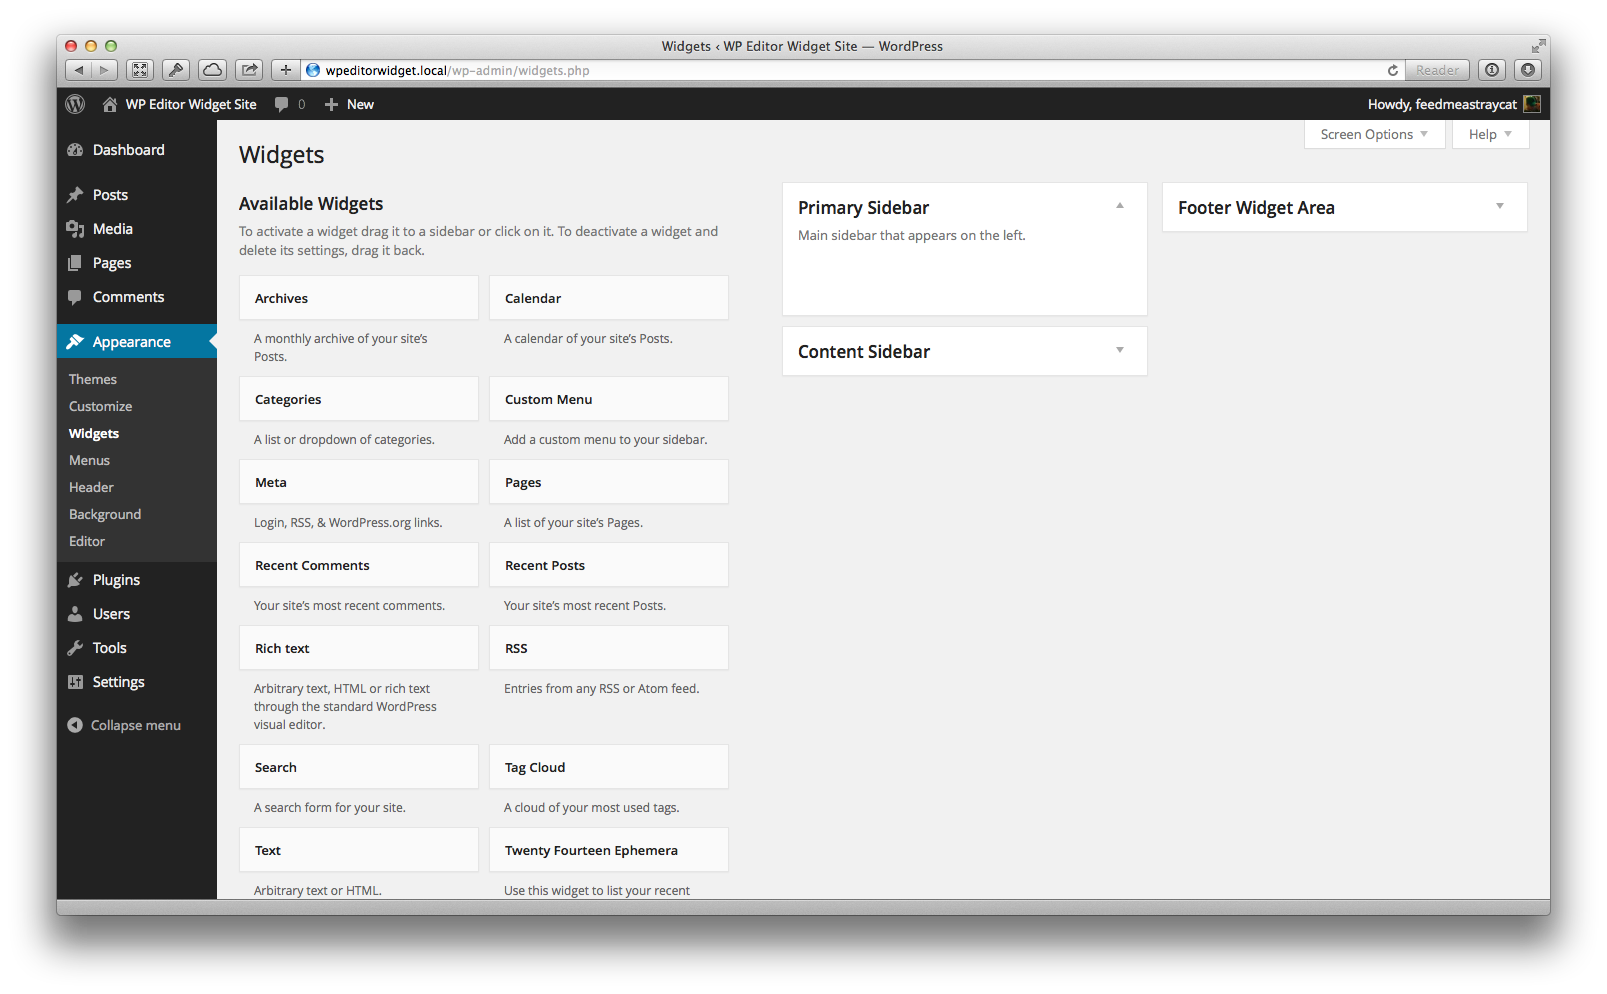 Widgets ‹ WP Editor Widget Site — WordPress
wpeditorwidget.local/wp-admin/widgets.php
Reader
WP Editor Widget Site
0
New
Howdy, feedmeastraycat
Dashboard
Posts
Media
Pages
Comments
Appearance
Themes
Customize
Widgets
Menus
Header
Background
Editor
Plugins
Users
Tools
Settings
Collapse menu
Screen Options
Help
Widgets
Available Widgets
To activate a widget drag it to a sidebar or click on it. To deactivate a widget and
delete its settings, drag it back.
Archives
A monthly archive of your site’s
Posts.
Calendar
A calendar of your site’s Posts.
Categories
A list or dropdown of categories.
Custom Menu
Add a custom menu to your sidebar.
Meta
Login, RSS, & WordPress.org links.
Pages
A list of your site’s Pages.
Recent Comments
Your site’s most recent comments.
Recent Posts
Your site’s most recent Posts.
Rich text
Arbitrary text, HTML or rich text
through the standard WordPress
visual editor.
RSS
Entries from any RSS or Atom feed.
Search
A search form for your site.
Tag Cloud
A cloud of your most used tags.
Text
Arbitrary text or HTML.
Twenty Fourteen Ephemera
Use this widget to list your recent
Primary Sidebar
Main sidebar that appears on the left.
Content Sidebar
Footer Widget Area